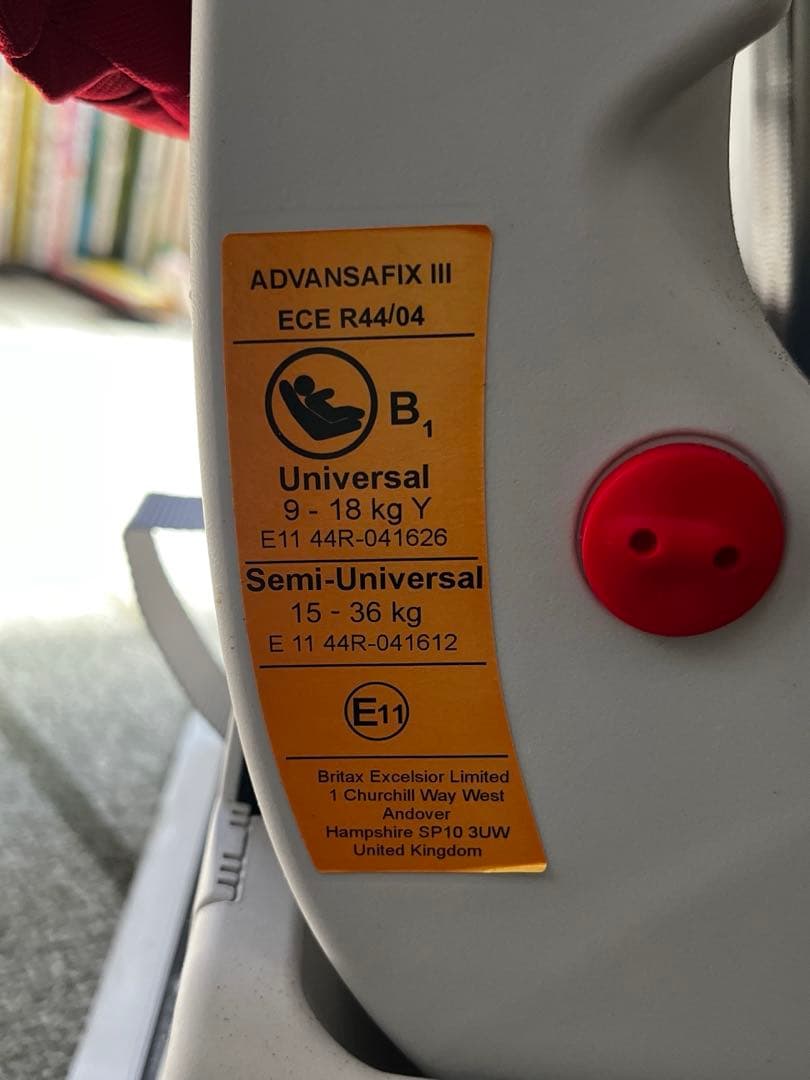 ADVANSAFIX III
ECE R44/04
B1
Universal
9 - 18 kg Y
E11 44R-041626
Semi-Universal
15 - 36 kg
E 11 44R-041612
E11
Britax Excelsior Limited
1 Churchill Way West
Andover
Hampshire SP10 3UW
United Kingdom